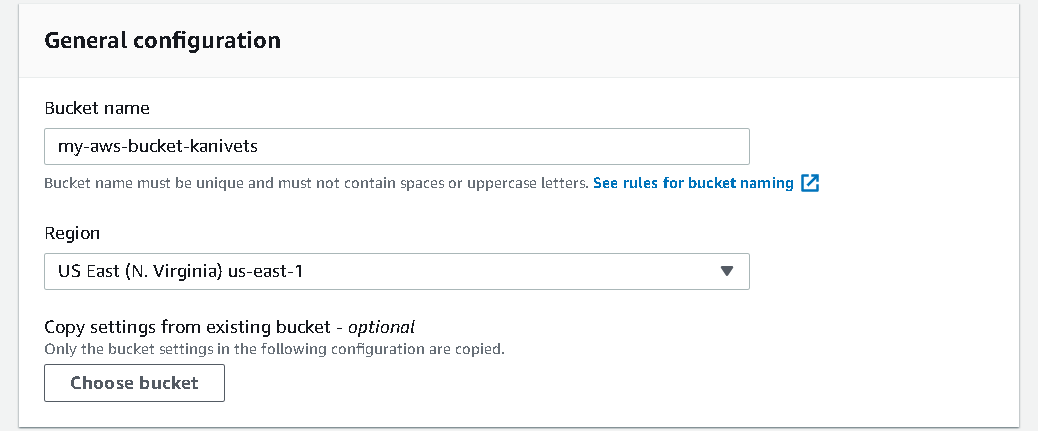 General configuration
Bucket name
my-aws-bucket-kanivets
Bucket name must be unique and must not contain spaces or uppercase letters. See rules for bucket naming
Region
US East (N. Virginia) us-east-1
Copy settings from existing bucket - optional
Only the bucket settings in the following configuration are copied.
Choose bucket